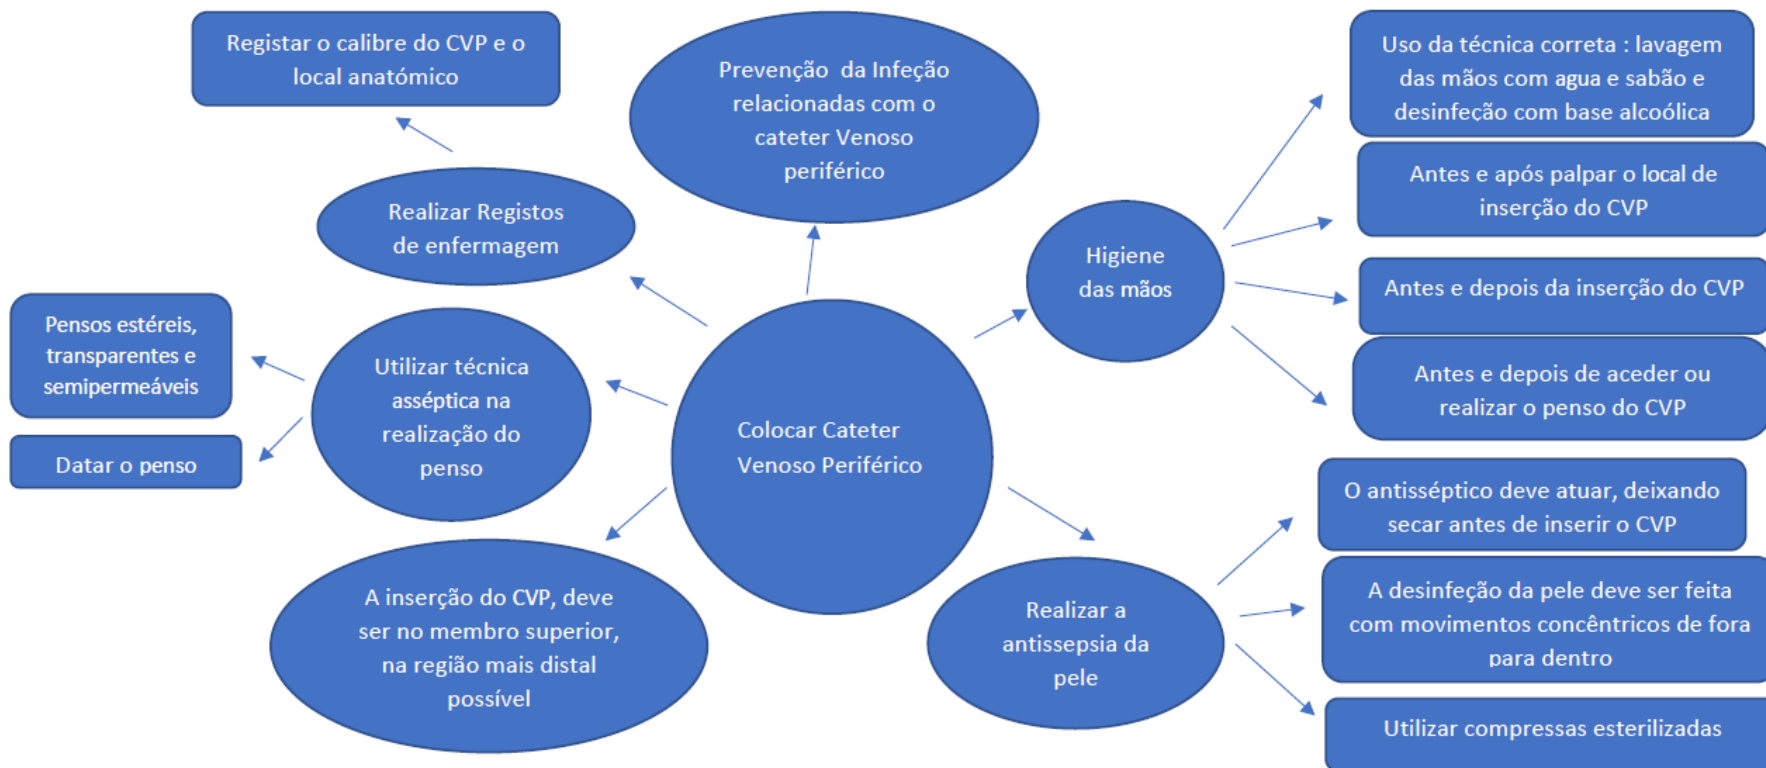 Registar o calibre do CVP e o
local anatómico
Prevenção da Infeção
relacionadas com o
cateter Venoso
periférico
Uso da técnica correta : lavagem
das mãos com agua e sabão e
desinfeção com base alcoólica
Antes e após palpar o local de
inserção do CVP
Realizar Registos
de enfermagem
Higiene
das mãos
Antes e depois da inserção do CVP
Pensos estéreis,
transparentes e
semipermeáveis
Utilizar técnica
asséptica na
realização do
penso
Antes e depois de aceder ou
realizar o penso do CVP
Datar o penso
Colocar Cateter
Venoso Periférico
O antisséptico deve atuar, deixando
secar antes de inserir o CVP
A inserção do CVP, deve
ser no membro superior,
na região mais distal
possível
Realizar a
antissepsia da
pele
A desinfeção da pele deve ser feita
com movimentos concêntricos de fora
para dentro
Utilizar compressas esterilizadas